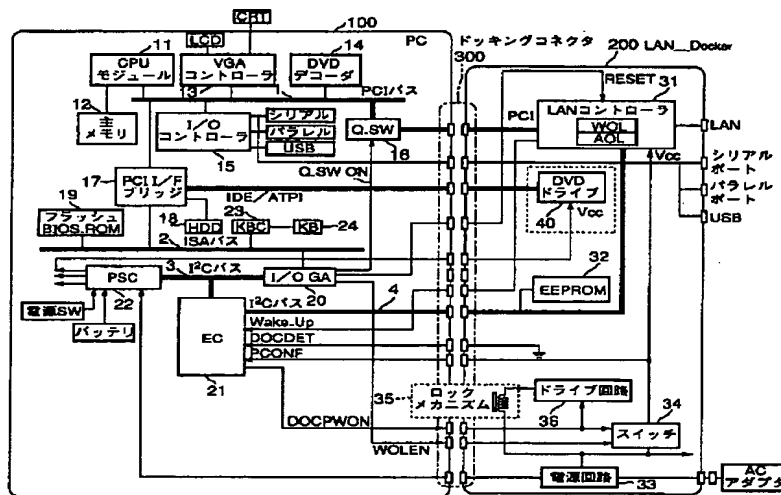 CRT
100
LCD
PC
11
14
CPU
モジュール
VGA
コントローラ
DVD
デコーダ
13
1
PCIバス
12
主
メモリ
I/O
コントローラ
15
シリアル
パラレル
USB
Q.SW
16
17
PCI I/F
ブリッジ
Q.SW ON
IDE/ATPI
19
フラッシュ
BIOS-ROM
18
HDD
23
KBC
KB
24
2
ISAバス
3
I²Cバス
PSC
22
I/O GA
20
電源SW
バッテリ
EC
21
I²Cバス
4
Wake-Up
DOCDET
PCONF
DOCPWON
WOLEN
ドッキングコネクタ
300
200 LAN_Docker
RESET
31
PCI
LANコントローラ
WOL
AOL
Vcc
LAN
シリアル
ポート
パラレル
ポート
USB
DVD
ドライブ
40
Vcc
32
EEPROM
35
ロック
メカニズム
ドライブ回路
36
34
スイッチ
電源回路
33
AC
アダプタ